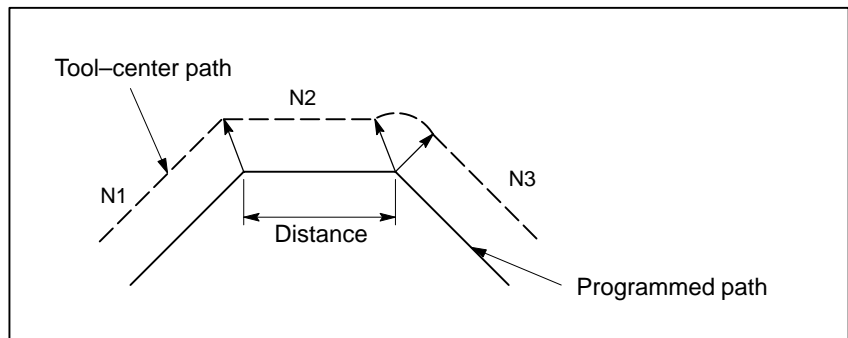 Tool–center path
N2
N1
N3
Distance
Programmed path